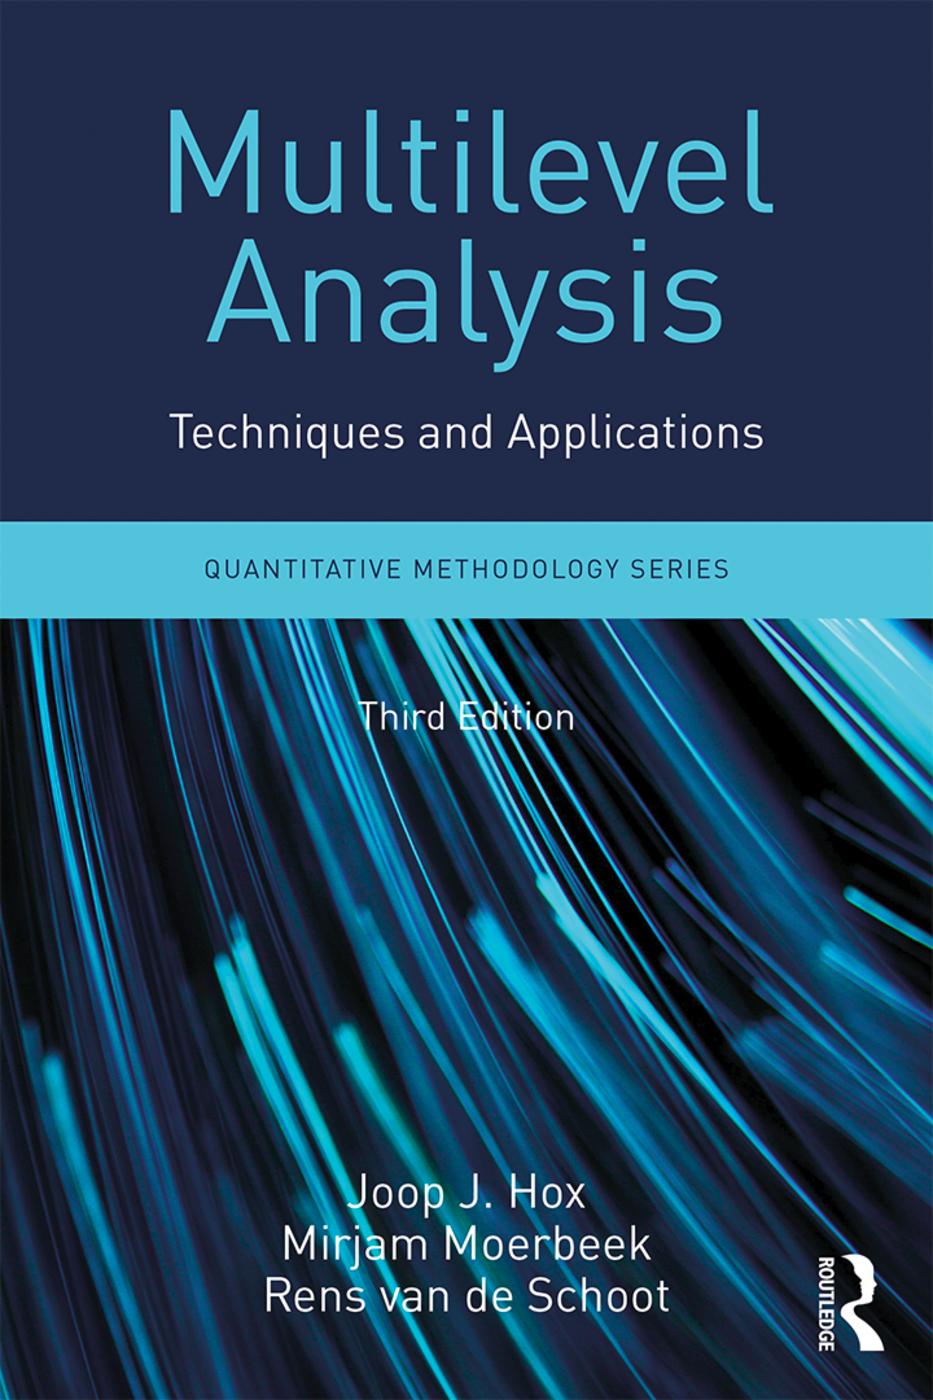 Multilevel
Analysis
Techniques and Applications
QUANTITATIVE METHODOLOGY SERIES
Third Edition
Joop J. Hox
Mirjam Moerbeek
Rens van de Schoot
ROUTLEDGE